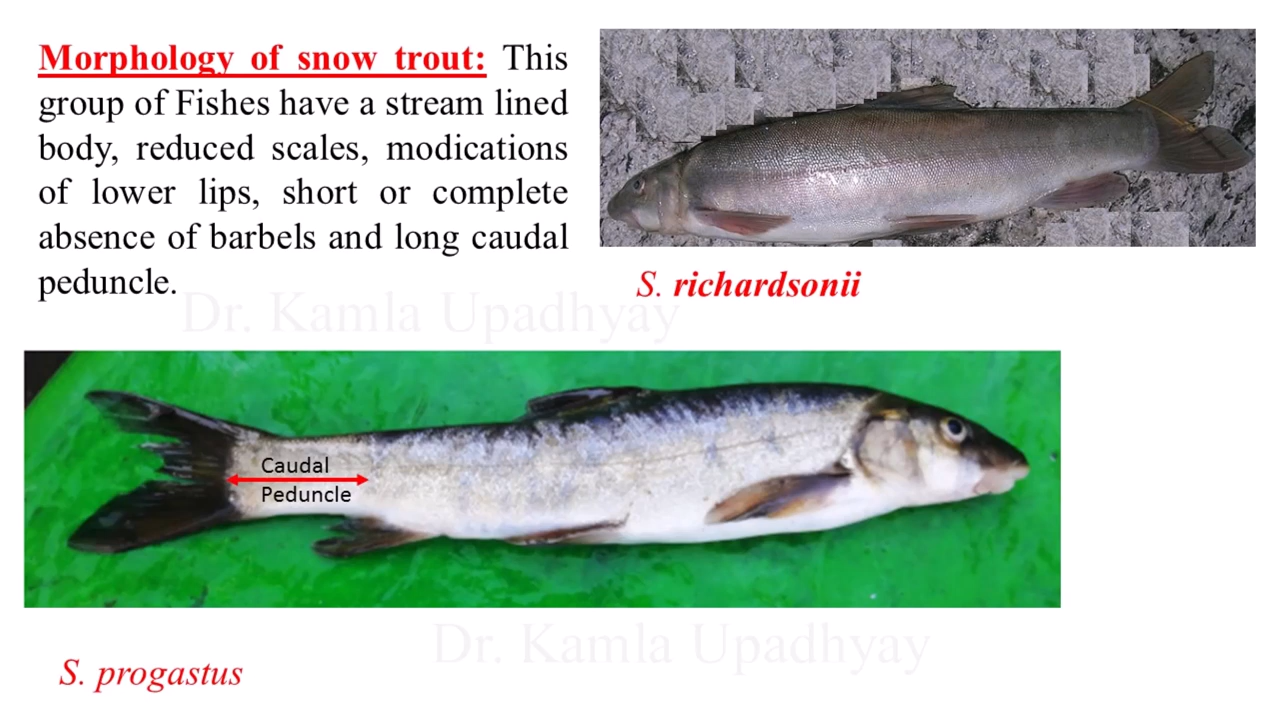 Morphology of snow trout: This
group of Fishes have a stream lined
body, reduced scales, modications
of lower lips, short or complete
absence of barbels and long caudal
peduncle.
S. richardsonii
Dr. Kamla Upadhyay
Caudal
Peduncle
Dr. Kamla Upadhyay
S. progastus